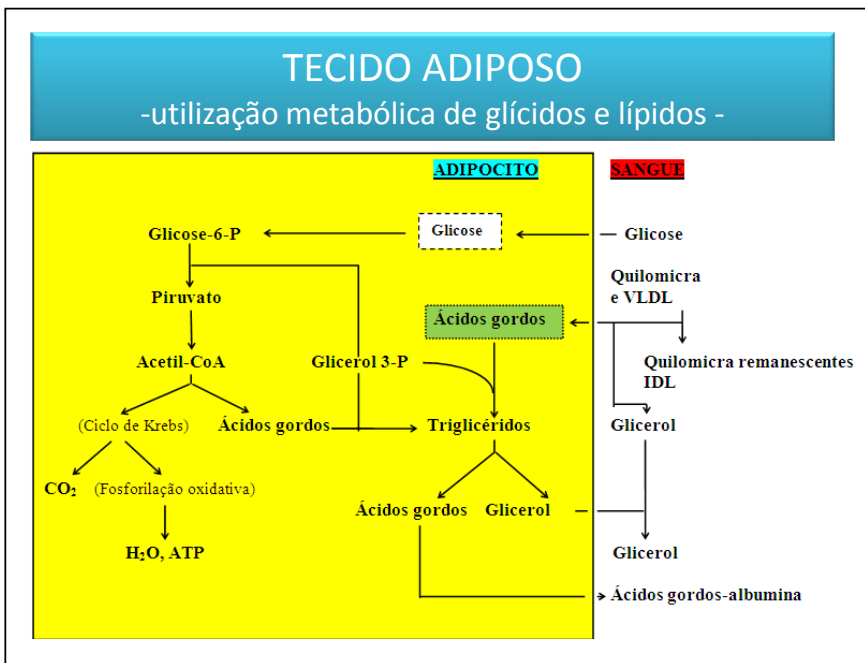 TECIDO ADIPOSO
-utilização metabólica de glícidos e lípidos -
ADIPOCITO
SANGUE
Glicose-6-P
Glicose
Glicose
Quilomicra
e VLDL
Piruvato
Ácidos gordos
Acetil-CoA
Glicerol 3-P
Quilomicra remanescentes
IDL
(Ciclo de Krebs)
Ácidos gordos
Triglicéridos
Glicerol
CO₂
(Fosforilação oxidativa)
Ácidos gordos
Glicerol
H₂O, ATP
Glicerol
Ácidos gordos-albumina